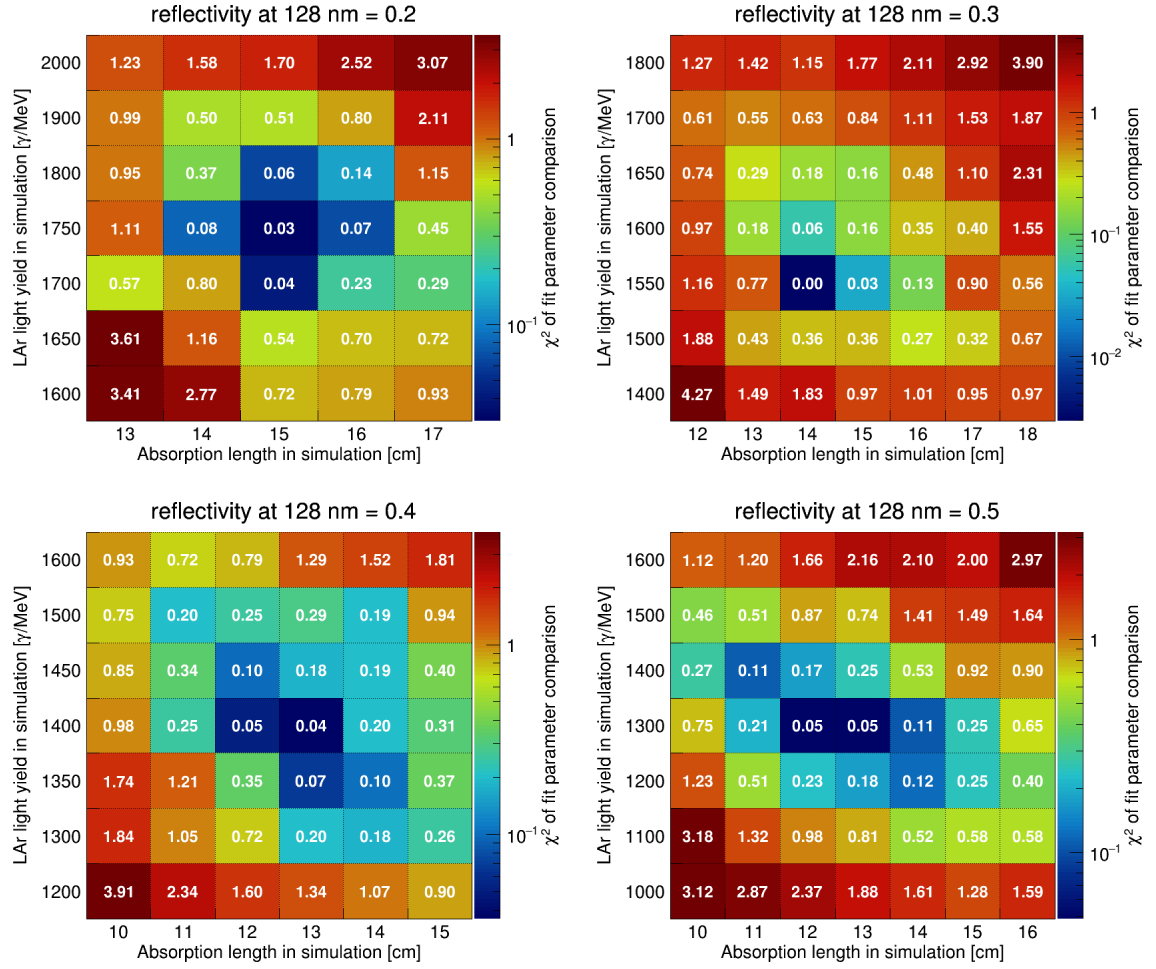 reflectivity at 128 nm = 0.2
LAr light yield in simulation [γ/MeV]
2000 1.23 1.58 1.70 2.52 3.07
1900 0.99 0.50 0.51 0.80 2.11
1800 0.95 0.37 0.06 0.14 1.15
1750 1.11 0.08 0.03 0.07 0.45
1700 0.57 0.80 0.04 0.23 0.29
1650 3.61 1.16 0.54 0.70 0.72
1600 3.41 2.77 0.72 0.79 0.93
13 14 15 16 17
Absorption length in simulation [cm]
1
10⁻¹
χ² of fit parameter comparison
reflectivity at 128 nm = 0.3
LAr light yield in simulation [γ/MeV]
1800 1.27 1.42 1.15 1.77 2.11 2.92 3.90
1700 0.61 0.55 0.63 0.84 1.11 1.53 1.87
1650 0.74 0.29 0.18 0.16 0.48 1.10 2.31
1600 0.97 0.18 0.06 0.16 0.35 0.40 1.55
1550 1.16 0.77 0.00 0.03 0.13 0.90 0.56
1500 1.88 0.43 0.36 0.36 0.27 0.32 0.67
1400 4.27 1.49 1.83 0.97 1.01 0.95 0.97
12 13 14 15 16 17 18
Absorption length in simulation [cm]
1
10⁻¹
10⁻²
χ² of fit parameter comparison
reflectivity at 128 nm = 0.4
LAr light yield in simulation [γ/MeV]
1600 0.93 0.72 0.79 1.29 1.52 1.81
1500 0.75 0.20 0.25 0.29 0.19 0.94
1450 0.85 0.34 0.10 0.18 0.19 0.40
1400 0.98 0.25 0.05 0.04 0.20 0.31
1350 1.74 1.21 0.35 0.07 0.10 0.37
1300 1.84 1.05 0.72 0.20 0.18 0.26
1200 3.91 2.34 1.60 1.34 1.07 0.90
10 11 12 13 14 15
Absorption length in simulation [cm]
1
10⁻¹
χ² of fit parameter comparison
reflectivity at 128 nm = 0.5
LAr light yield in simulation [γ/MeV]
1600 1.12 1.20 1.66 2.16 2.10 2.00 2.97
1500 0.46 0.51 0.87 0.74 1.41 1.49 1.64
1400 0.27 0.11 0.17 0.25 0.53 0.92 0.90
1300 0.75 0.21 0.05 0.05 0.11 0.25 0.65
1200 1.23 0.51 0.23 0.18 0.12 0.25 0.40
1100 3.18 1.32 0.98 0.81 0.52 0.58 0.58
1000 3.12 2.87 2.37 1.88 1.61 1.28 1.59
10 11 12 13 14 15 16
Absorption length in simulation [cm]
1
10⁻¹
χ² of fit parameter comparison